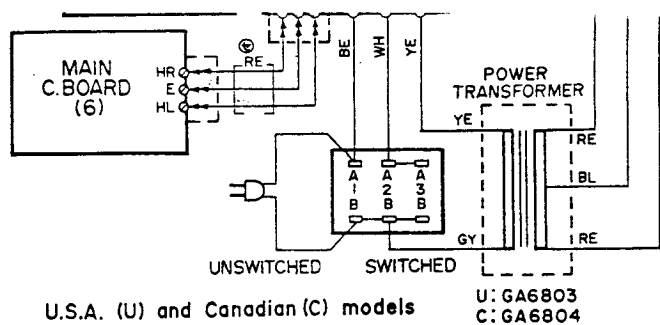 MAIN
C.BOARD
(6)
HR
E
HL
RE
BE
WH
YE
POWER
TRANSFORMER
YE
RE
BL
RE
GY
A A A
1 2 3
B B B
UNSWITCHED
SWITCHED
U.S.A. (U) and Canadian (C) models
U: GA6803
C: GA6804